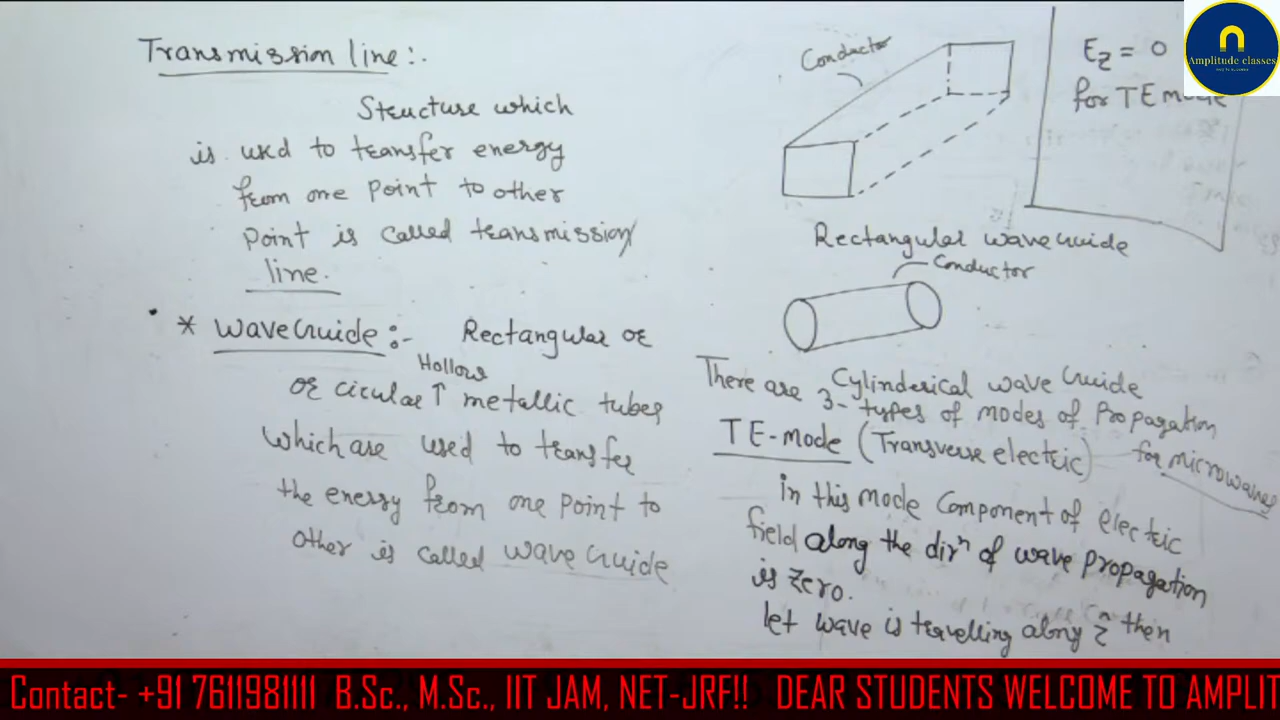 Transmission line:-
Structure which
is used to transfer energy
from one point to other
point is called transmission
line.
* WaveGuide:- Rectangular or
Hollow
or cicular ↑ metallic tubes
which are used to transfer
the energy from one point to
other is called wave Guide
Conductor
Rectangular waveGuide
Conductor
Cylinderical wave Guide
Ez = 0
for TE mode
There are 3-types of modes of Propagation
for microwaves
TE-mode (Transverse electric)
in this mode Component of electric
field along the dirⁿ of wave propagation
is zero.
let wave is travelling along ẑ then
Amplitude classes
Contact- +91 7611981111 B.Sc., M.Sc., IIT JAM, NET-JRF!! DEAR STUDENTS WELCOME TO AMPLIT